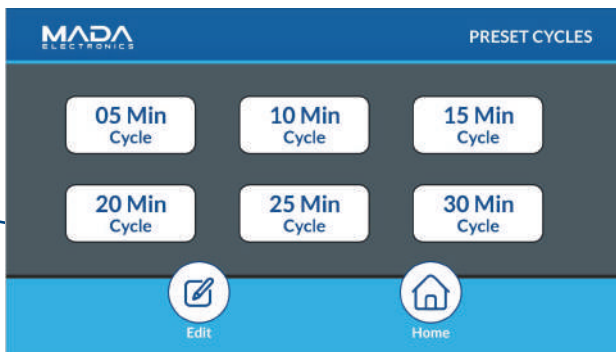 MADA
ELECTRONICS
PRESET CYCLES
05 Min
Cycle
10 Min
Cycle
15 Min
Cycle
20 Min
Cycle
25 Min
Cycle
30 Min
Cycle
Edit
Home